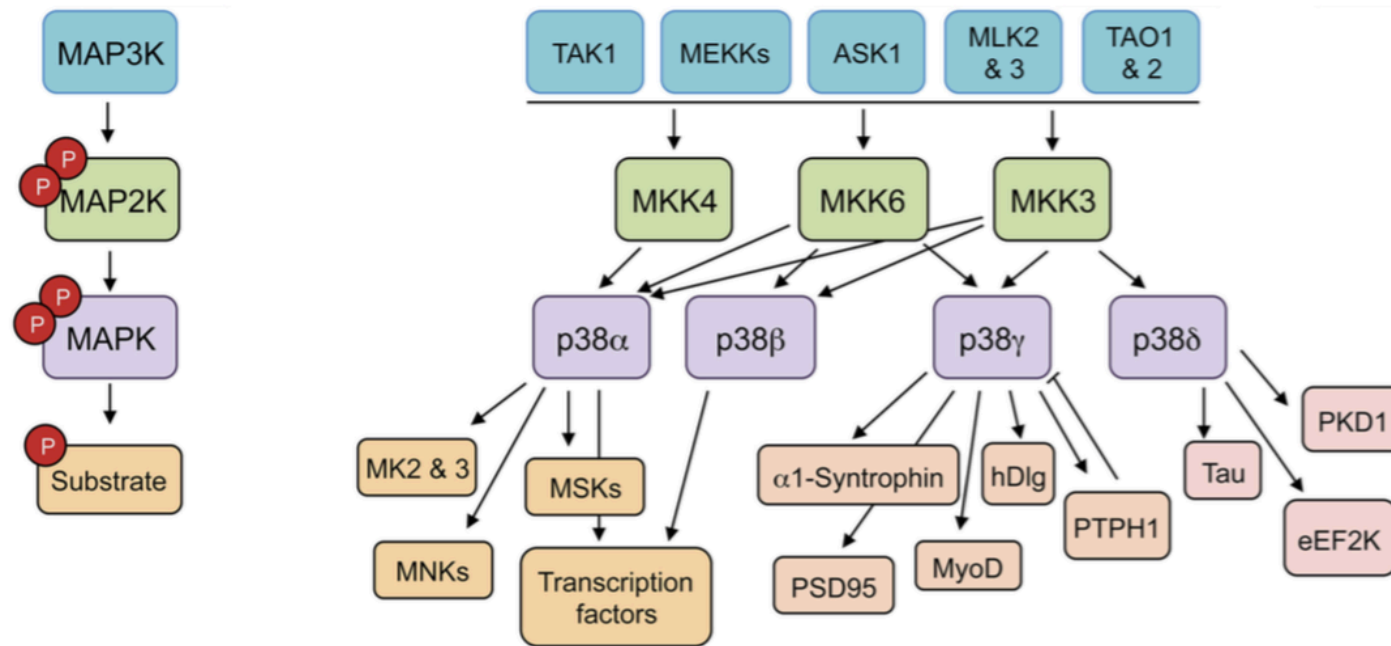 MAP3K
P
P
MAP2K
P
P
MAPK
P
Substrate
TAK1
MEKKs
ASK1
MLK2
& 3
TAO1
& 2
MKK4
MKK6
MKK3
p38α
p38β
p38γ
p38δ
MK2 & 3
MSKs
MNKs
Transcription
factors
α1-Syntrophin
hDlg
PTPH1
PSD95
MyoD
Tau
PKD1
eEF2K